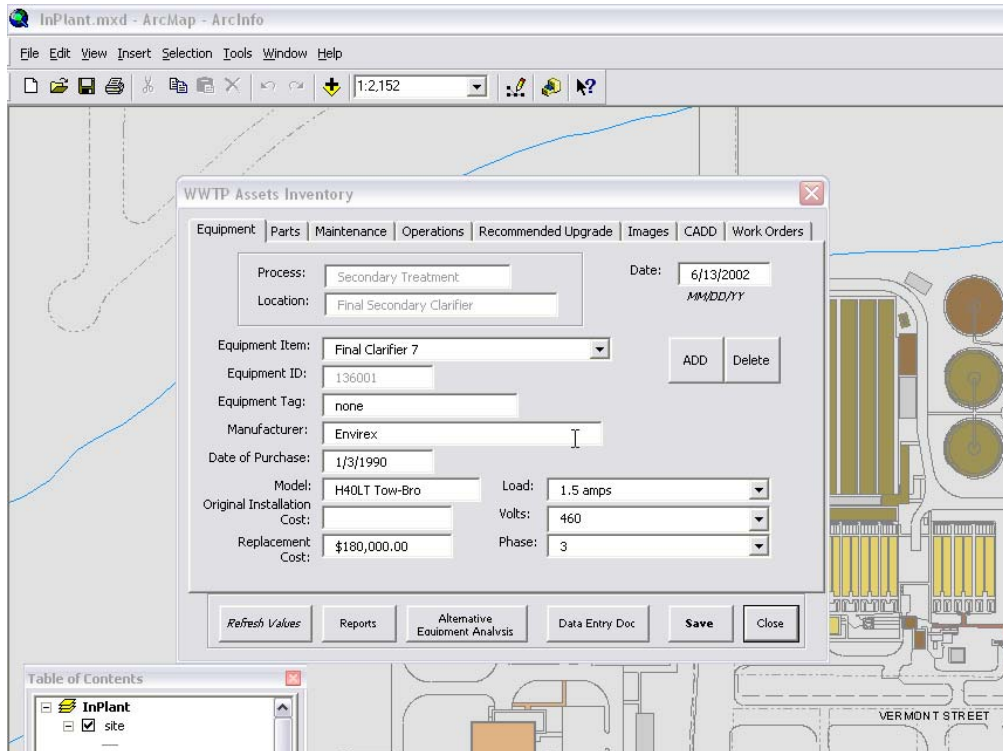 InPlant.mxd - ArcMap - ArcInfo
File Edit View Insert Selection Tools Window Help
1:2,152
WWTP Assets Inventory
Equipment Parts Maintenance Operations Recommended Upgrade Images CADD Work Orders
Process: Secondary Treatment Date: 6/13/2002
MM/DD/YY
Location: Final Secondary Clarifier
Equipment Item: Final Clarifier 7 ADD Delete
Equipment ID: 136001
Equipment Tag: none
Manufacturer: Envirex
Date of Purchase: 1/3/1990
Model: H40LT Tow-Bro Load: 1.5 amps
Original Installation
Cost: Volts: 460
Replacement
Cost: $180,000.00 Phase: 3
Refresh Values Reports Alternative
Equipment Analysis Data Entry Doc Save Close
Table of Contents
InPlant
site
VERMONT STREET